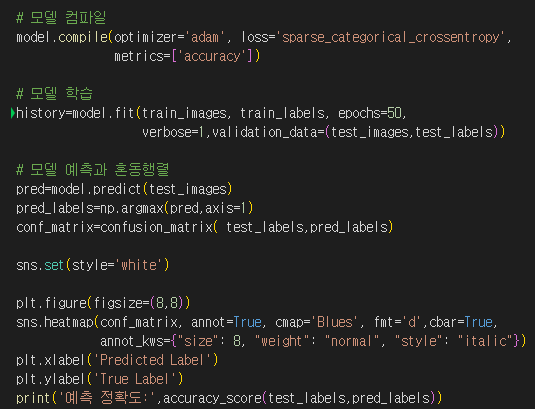 # 모델 컴파일
model.compile(optimizer='adam', loss='sparse_categorical_crossentropy',
              metrics=['accuracy'])
# 모델 학습
history=model.fit(train_images, train_labels, epochs=50,
                  verbose=1,validation_data=(test_images,test_labels))
# 모델 예측과 혼동행렬
pred=model.predict(test_images)
pred_labels=np.argmax(pred,axis=1)
conf_matrix=confusion_matrix( test_labels,pred_labels)
sns.set(style='white')
plt.figure(figsize=(8,8))
sns.heatmap(conf_matrix, annot=True, cmap='Blues', fmt='d',cbar=True,
            annot_kws={"size": 8, "weight": "normal", "style": "italic"})
plt.xlabel('Predicted Label')
plt.ylabel('True Label')
print('예측 정확도:',accuracy_score(test_labels,pred_labels))